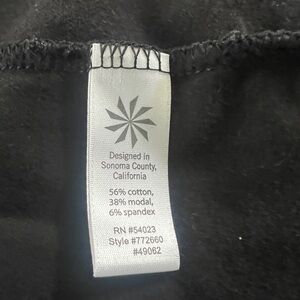 Designed in
Sonoma County,
California
56% cotton,
38% modal,
6% spandex
RN #54023
Style #772660
#49062